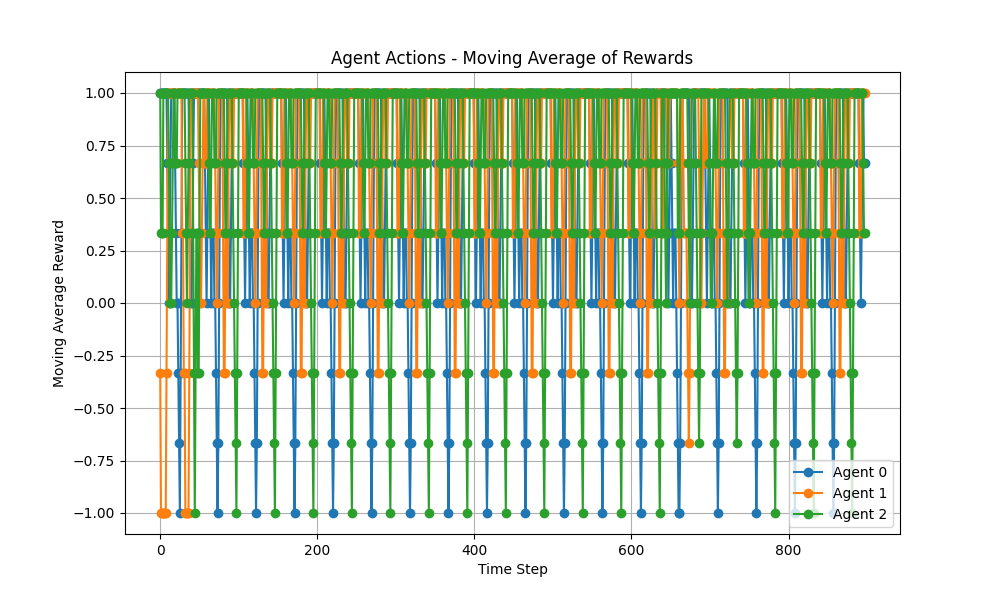 Agent Actions - Moving Average of Rewards
1.00
0.75
0.50
0.25
0.00
−0.25
−0.50
−0.75
−1.00
Moving Average Reward
Agent 0
Agent 1
Agent 2
0 200 400 600 800
Time Step